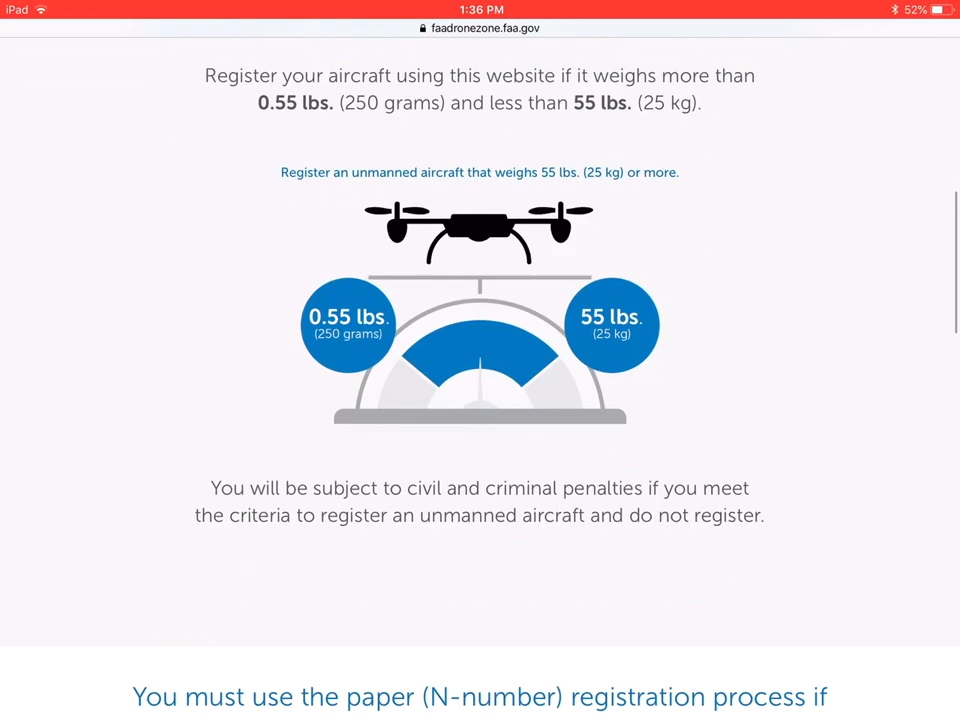 iPad 1:36 PM 52%
faadronezone.faa.gov
Register your aircraft using this website if it weighs more than
0.55 lbs. (250 grams) and less than 55 lbs. (25 kg).
Register an unmanned aircraft that weighs 55 lbs. (25 kg) or more.
0.55 lbs.
(250 grams)
55 lbs.
(25 kg)
You will be subject to civil and criminal penalties if you meet
the criteria to register an unmanned aircraft and do not register.
You must use the paper (N-number) registration process if